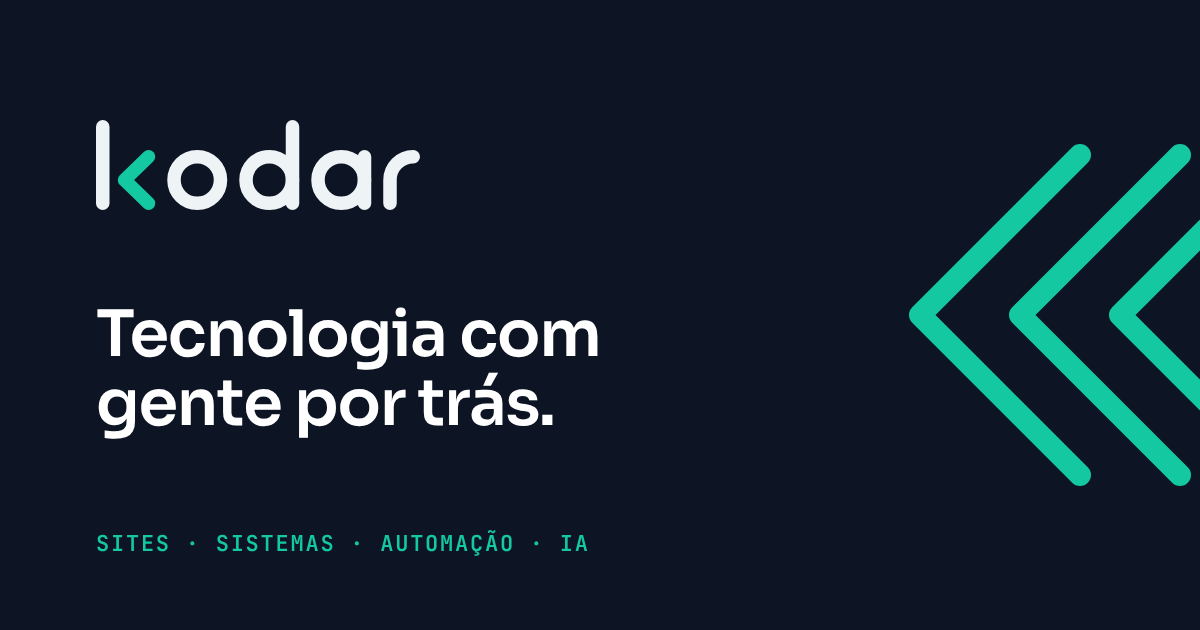 kodar
Tecnologia com
gente por trás.
SITES · SISTEMAS · AUTOMAÇÃO · IA